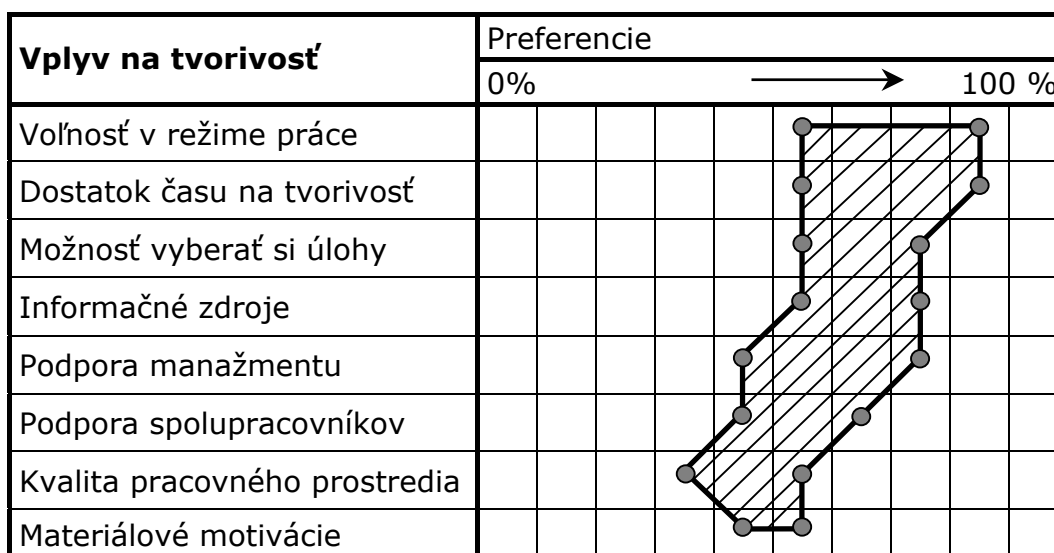 Vplyv na tvorivosť
Preferencie
0% 100 %
Voľnosť v režime práce
Dostatok času na tvorivosť
Možnosť vyberať si úlohy
Informačné zdroje
Podpora manažmentu
Podpora spolupracovníkov
Kvalita pracovného prostredia
Materiálové motivácie